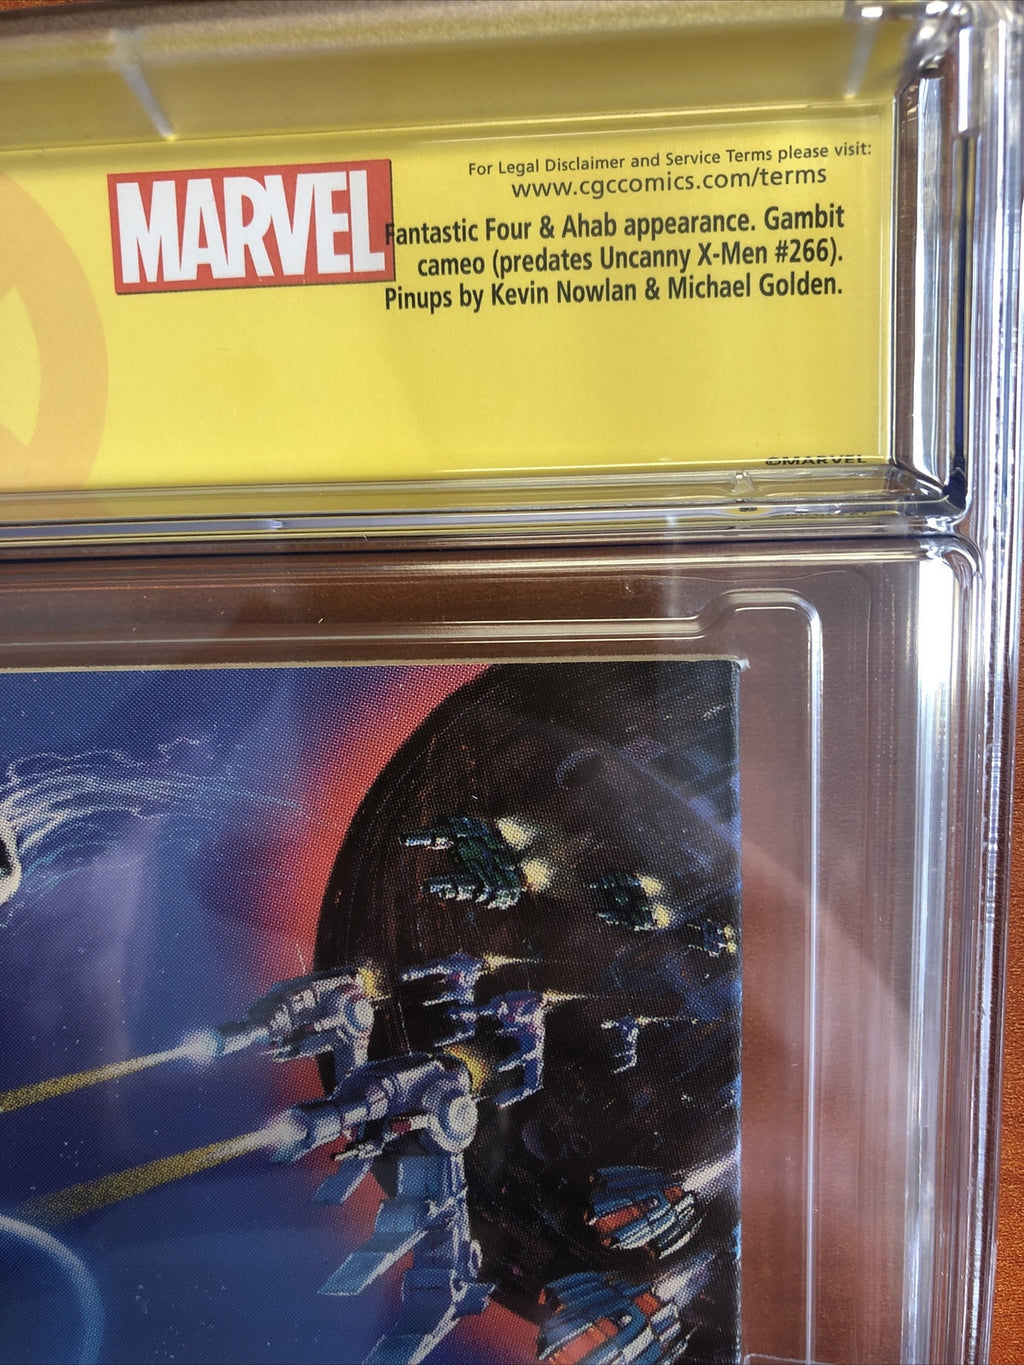 MARVEL
For Legal Disclaimer and Service Terms please visit:
www.cgccomics.com/terms
Fantastic Four & Ahab appearance. Gambit
cameo (predates Uncanny X-Men #266).
Pinups by Kevin Nowlan & Michael Golden.
©MARVEL